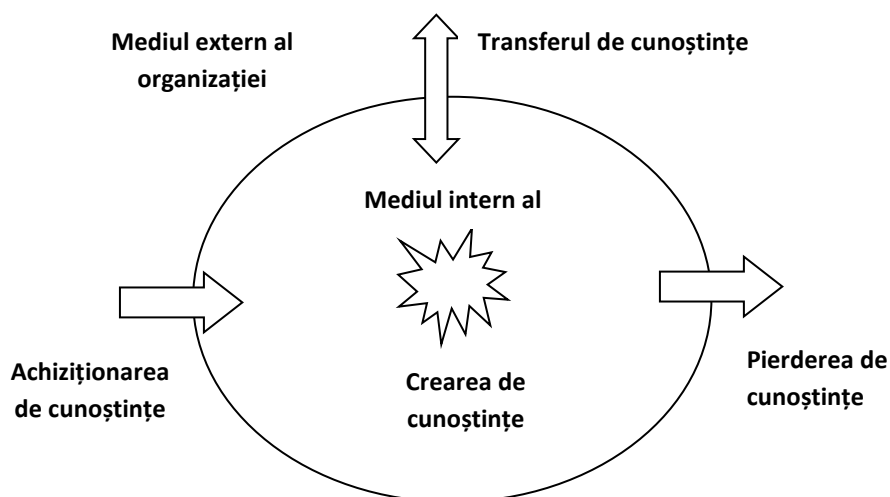 Mediul extern al
organizației
Transferul de cunoștințe
Mediul intern al
Achiziționarea
de cunoștințe
Crearea de
cunoștințe
Pierderea de
cunoștințe